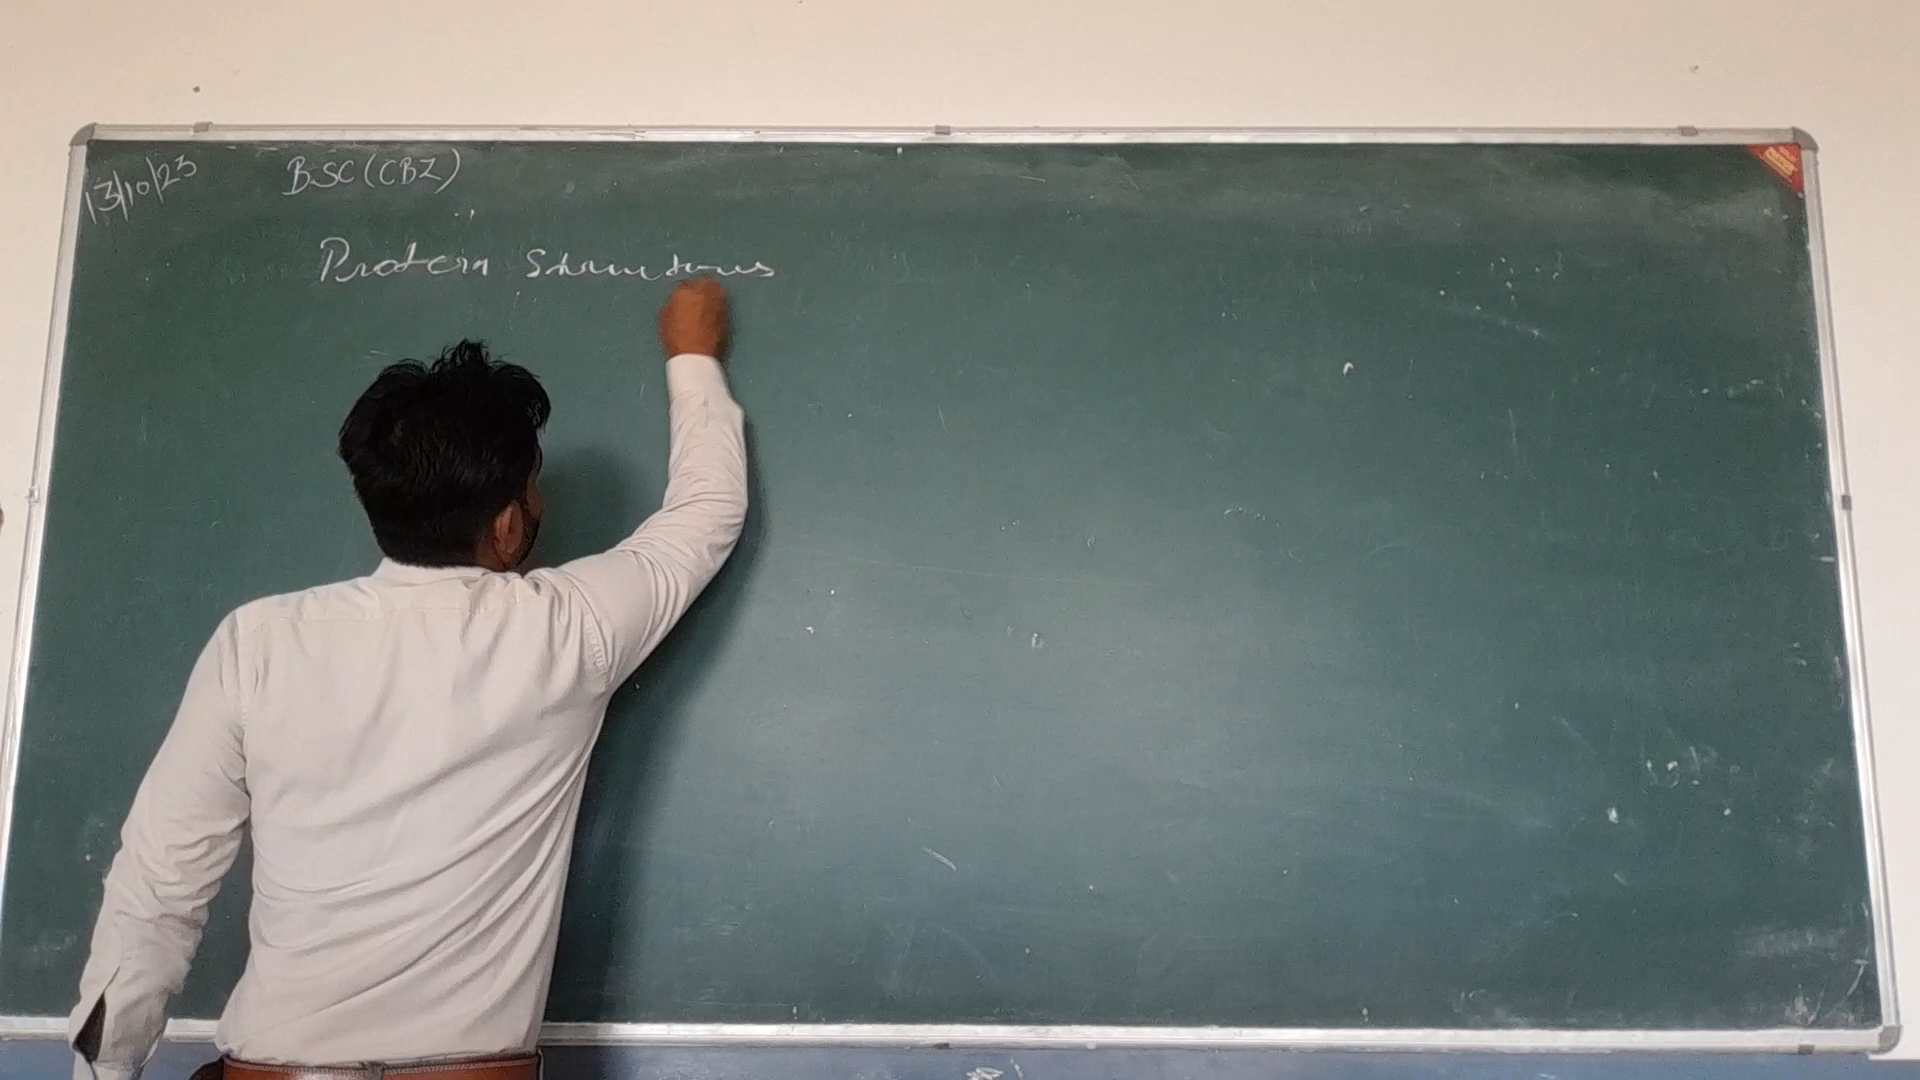 13/10/23 BSC (CBZ)
Protein Structures